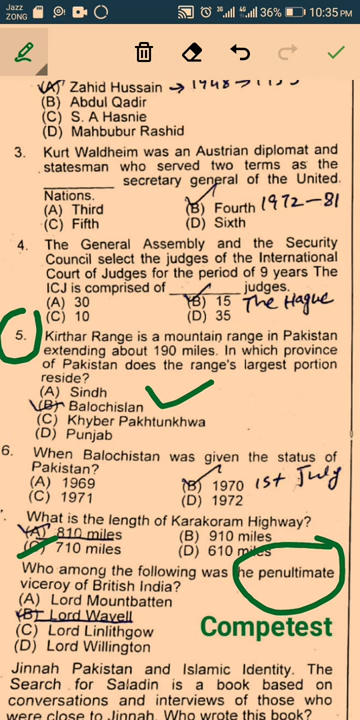 Jazz
ZONG
36% 10:35 PM
(A) Zahid Hussain →
(B) Abdul Qadir
(C) S. A Hasnie
(D) Mahbubur Rashid
3. Kurt Waldheim was an Austrian diplomat and
statesman who served two terms as the
________ secretary general of the United
Nations.
(A) Third (B) Fourth 1972-81
(C) Fifth (D) Sixth
4. The General Assembly and the Security
Council select the judges of the International
Court of Judges for the period of 9 years The
ICJ is comprised of ________ judges.
(A) 30 (B) 15 The Hague
(C) 10 (D) 35
5. Kirthar Range is a mountain range in Pakistan
extending about 190 miles. In which province
of Pakistan does the range's largest portion
reside?
(A) Sindh
(B) Balochislan
(C) Khyber Pakhtunkhwa
(D) Punjab
6. When Balochistan was given the status of
Pakistan?
(A) 1969 (B) 1970 1st July
(C) 1971 (D) 1972
What is the length of Karakoram Highway?
(A) 810 miles (B) 910 miles
(C) 710 miles (D) 610 miles
Who among the following was the penultimate
viceroy of British India?
(A) Lord Mountbatten
(B) Lord Wavell
(C) Lord Linlithgow
(D) Lord Willington
Competest
Jinnah Pakistan and Islamic Identity. The
Search for Saladin is a book based on
conversations and interviews of those who
were close to Jinnah. Who wrote this book?